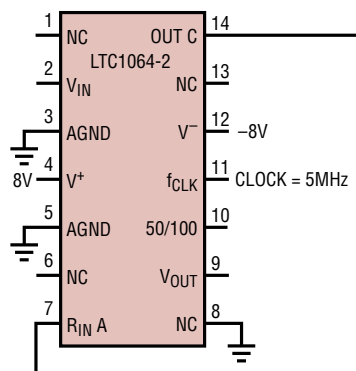 1 NC OUT C 14
LTC1064-2
2 V_IN NC 13
3 AGND V⁻ 12 –8V
8V 4 V⁺ f_CLK 11 CLOCK = 5MHz
5 AGND 50/100 10
6 NC V_OUT 9
7 R_IN A NC 8